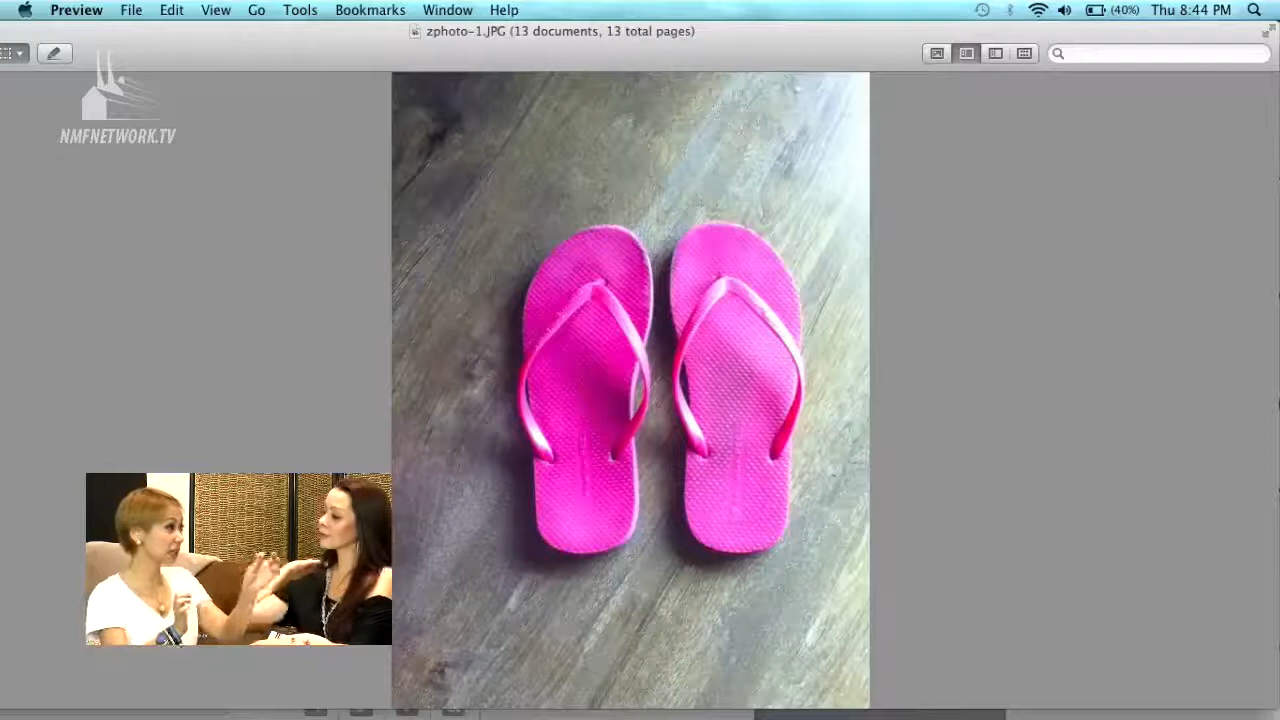 Preview File Edit View Go Tools Bookmarks Window Help (40%) Thu 8:44 PM
zphoto-1.JPG (13 documents, 13 total pages)
NMFNETWORK.TV